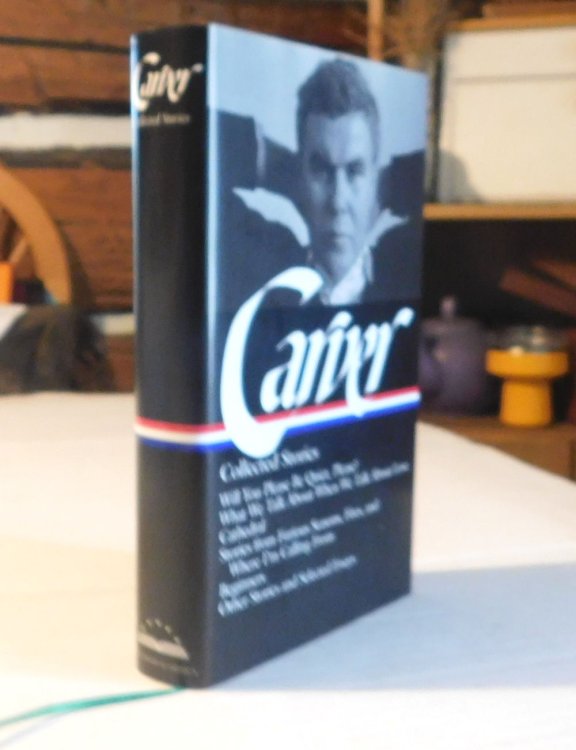 Carver
Collected Stories
Carver
Collected Stories
Will You Please Be Quiet, Please?
What We Talk About When We Talk About Love
Cathedral
Stories from Furious Seasons, Fires, and
Where I'm Calling From
Beginners
Other Stories and Selected Essays